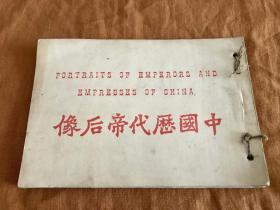 PORTRAITS OF EMPERORS AND
EMPRESSES OF CHINA.
像后帝代歷國中